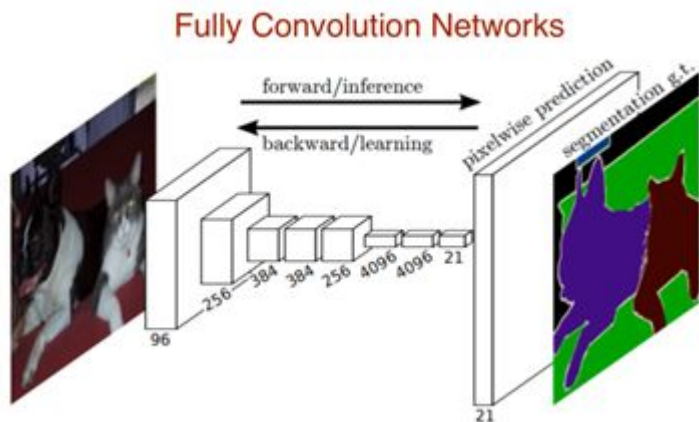 Fully Convolution Networks
forward/inference
backward/learning
pixelwise prediction
segmentation g.t.
96
256
384
384
256
4096
4096
21
21